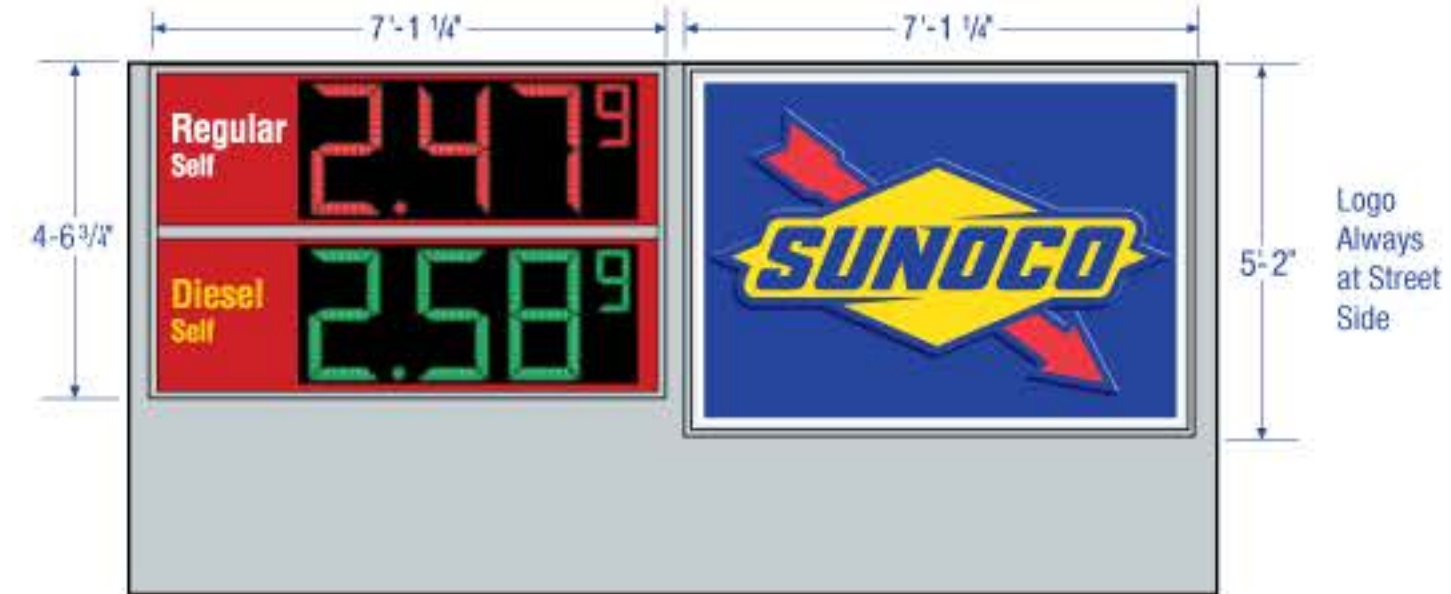 7'-1 1/4"
7'-1 1/4"
Regular
Self
2.47 9
4-6 3/4"
Diesel
Self
2.58 9
SUNOCO
5'-2"
Logo
Always
at Street
Side